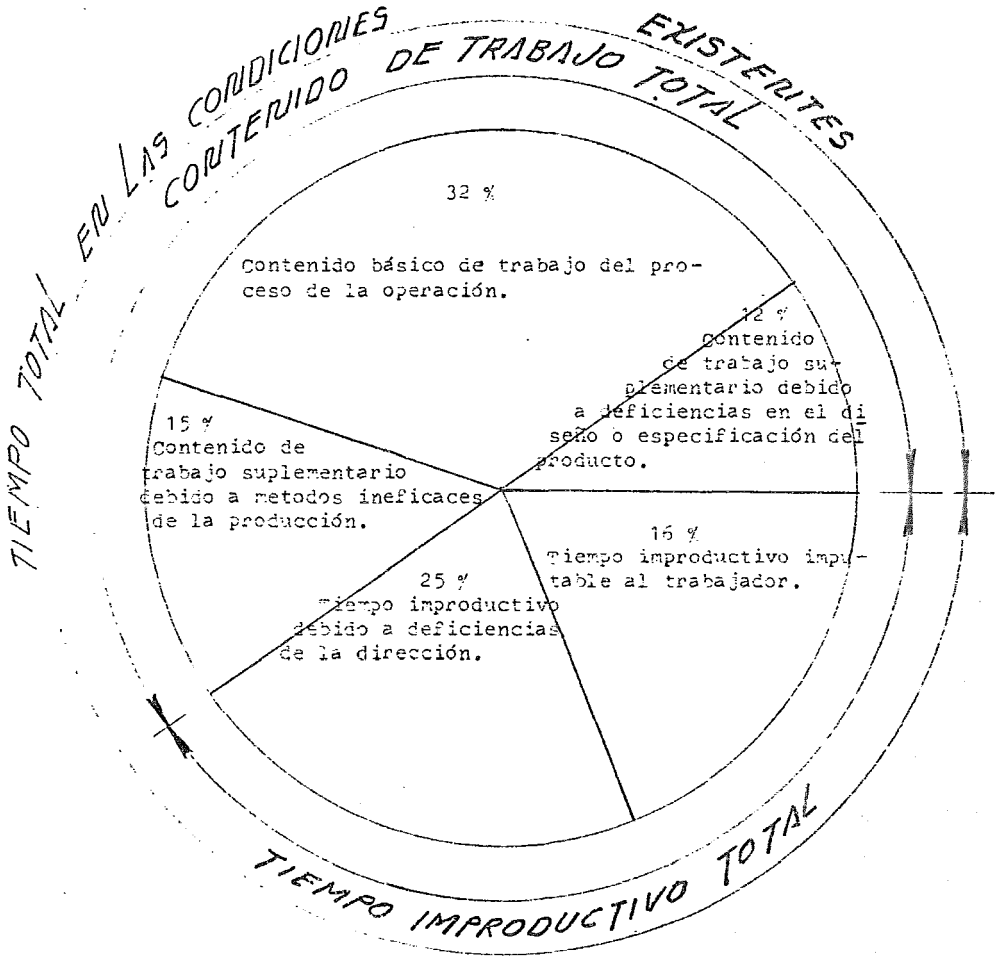 TIEMPO TOTAL EN LAS CONDICIONES EXISTENTES
CONTENIDO DE TRABAJO TOTAL
32 %
Contenido básico de trabajo del pro-
ceso de la operación.
12 %
Contenido
de trabajo su-
plementario debido
a deficiencias en el di
seño o especificación del
producto.
15 %
Contenido de
trabajo suplementario
debido a metodos ineficaces
de la producción.
16 %
Tiempo improductivo impu-
table al trabajador.
25 %
Tiempo improductivo
debido a deficiencias
de la dirección.
TIEMPO IMPRODUCTIVO TOTAL